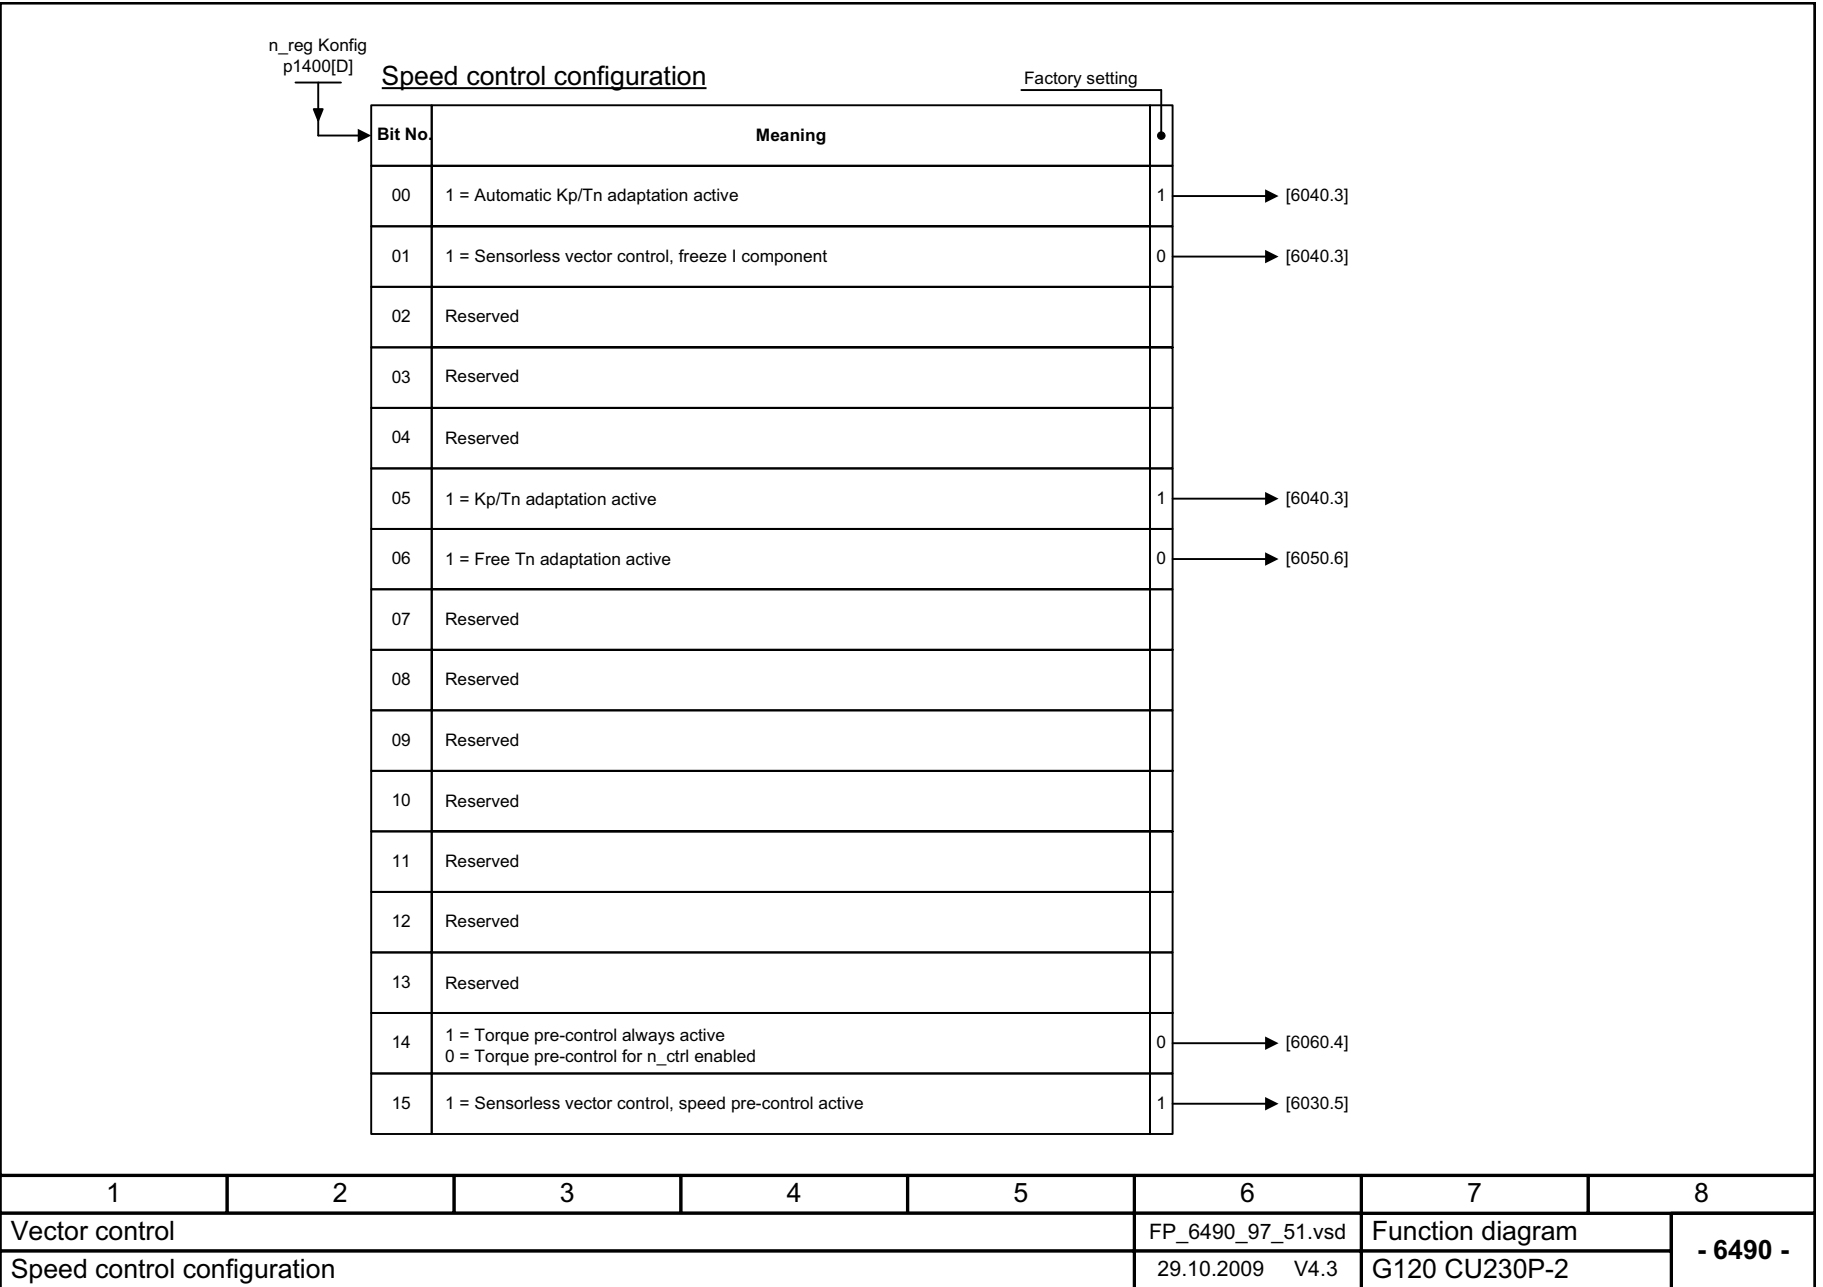 n_reg Konfig
p1400[D]
Speed control configuration
Factory setting
Bit No. Meaning
00 1 = Automatic Kp/Tn adaptation active 1 [6040.3]
01 1 = Sensorless vector control, freeze I component 0 [6040.3]
02 Reserved
03 Reserved
04 Reserved
05 1 = Kp/Tn adaptation active 1 [6040.3]
06 1 = Free Tn adaptation active 0 [6050.6]
07 Reserved
08 Reserved
09 Reserved
10 Reserved
11 Reserved
12 Reserved
13 Reserved
14 1 = Torque pre-control always active
0 = Torque pre-control for n_ctrl enabled 0 [6060.4]
15 1 = Sensorless vector control, speed pre-control active 1 [6030.5]
1 2 3 4 5 6 7 8
Vector control FP_6490_97_51.vsd Function diagram
- 6490 -
Speed control configuration 29.10.2009 V4.3 G120 CU230P-2